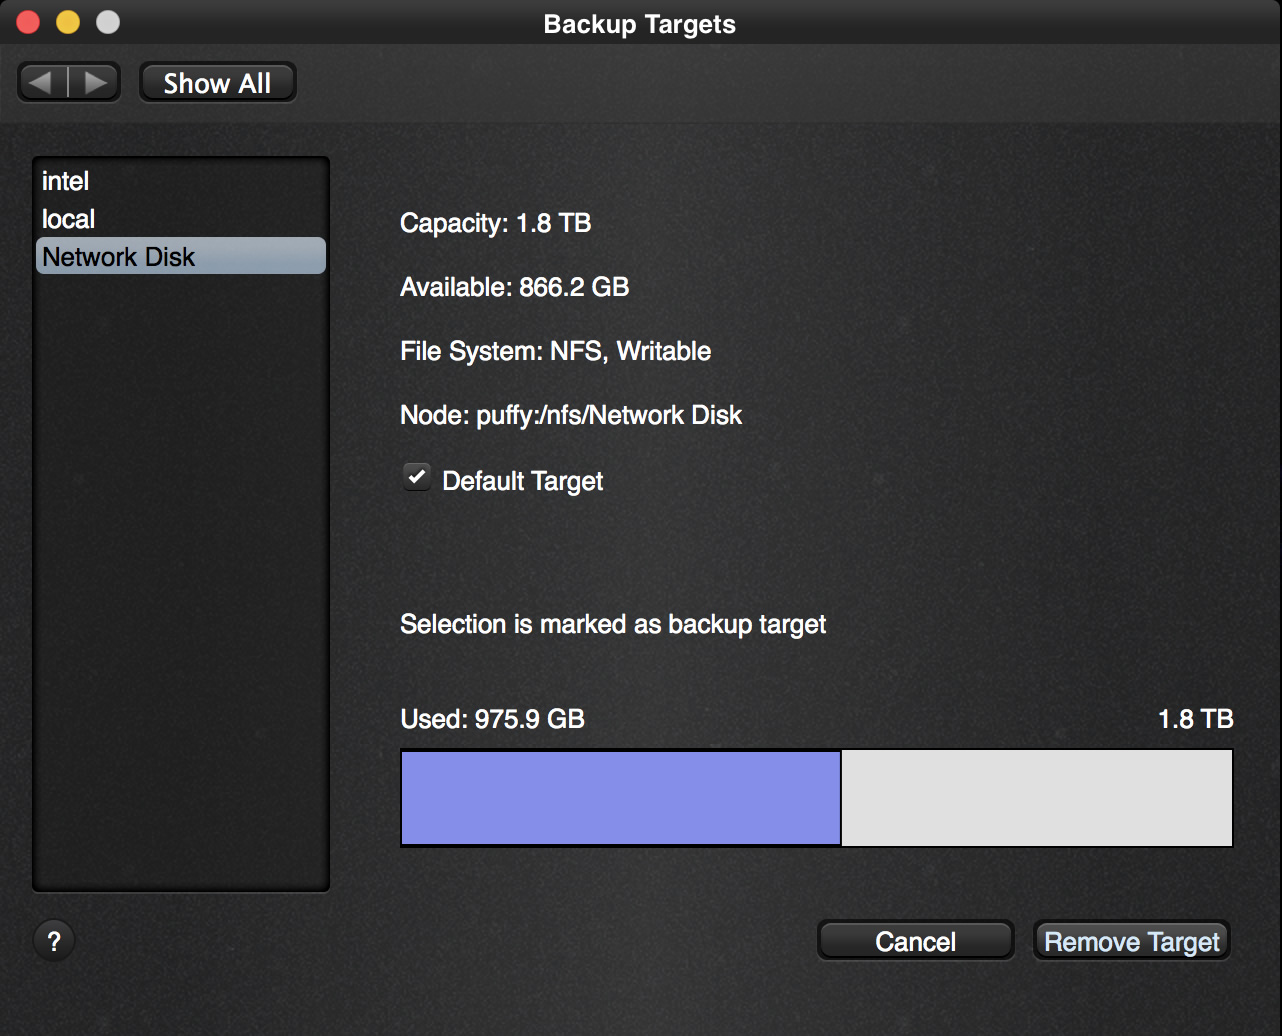 Backup Targets
Show All
intel
local
Network Disk
Capacity: 1.8 TB
Available: 866.2 GB
File System: NFS, Writable
Node: puffy:/nfs/Network Disk
Default Target
Selection is marked as backup target
Used: 975.9 GB 1.8 TB
? Cancel Remove Target